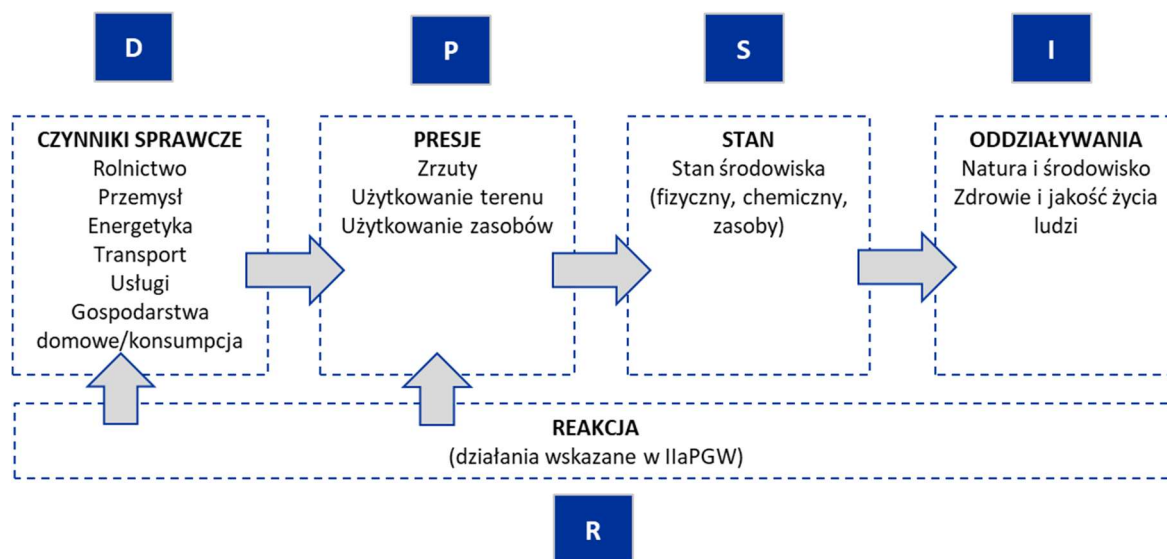 D
P
S
I
CZYNNIKI SPRAWCZE
Rolnictwo
Przemysł
Energetyka
Transport
Usługi
Gospodarstwa
domowe/konsumpcja
PRESJE
Zrzuty
Użytkowanie terenu
Użytkowanie zasobów
STAN
Stan środowiska
(fizyczny, chemiczny,
zasoby)
ODDZIAŁYWANIA
Natura i środowisko
Zdrowie i jakość życia
ludzi
REAKCJA
(działania wskazane w IIaPGW)
R